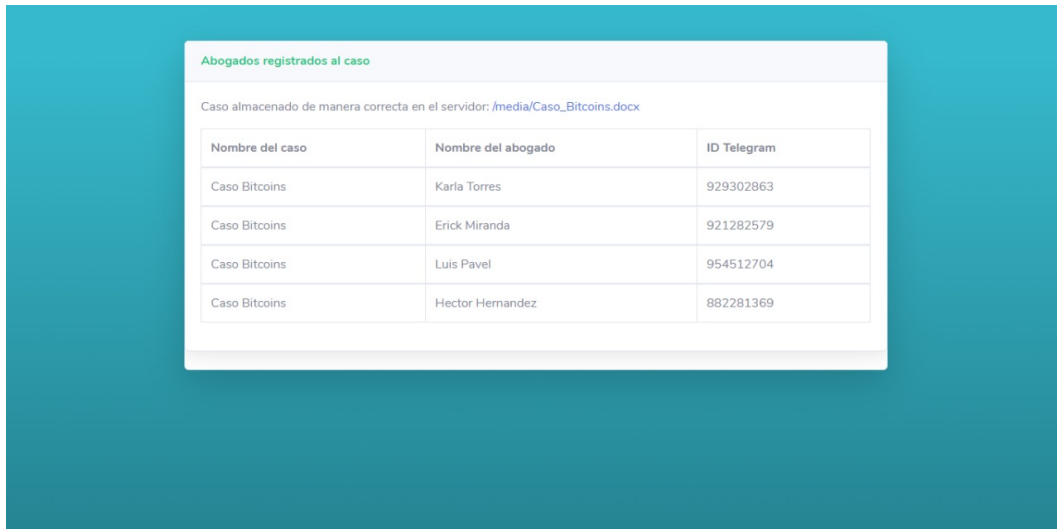 Abogados registrados al caso
Caso almacenado de manera correcta en el servidor: /media/Caso_Bitcoins.docx
Nombre del caso Nombre del abogado ID Telegram
Caso Bitcoins Karla Torres 929302863
Caso Bitcoins Erick Miranda 921282579
Caso Bitcoins Luis Pavel 954512704
Caso Bitcoins Hector Hernandez 882281369